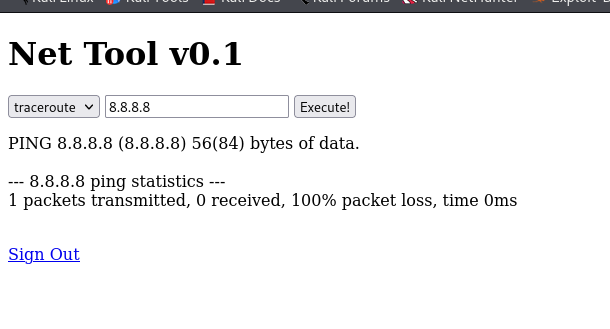 Kali Linux Kali Tools Kali Docs Kali Forums Kali NetHunter Exploit-
Net Tool v0.1
traceroute 8.8.8.8 Execute!
PING 8.8.8.8 (8.8.8.8) 56(84) bytes of data.
--- 8.8.8.8 ping statistics ---
1 packets transmitted, 0 received, 100% packet loss, time 0ms
Sign Out